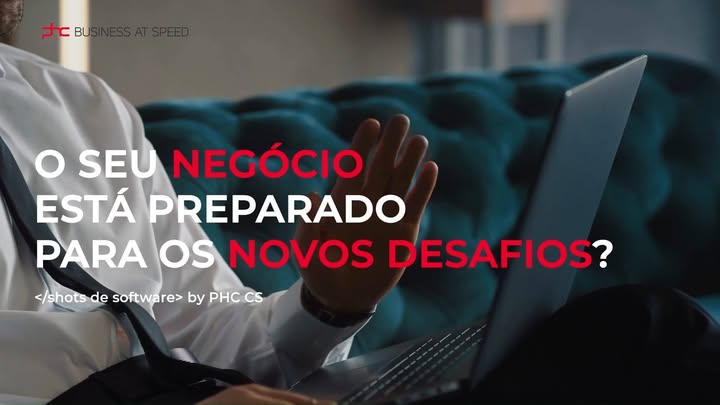 phc BUSINESS AT SPEED
O SEU NEGÓCIO
ESTÁ PREPARADO
PARA OS NOVOS DESAFIOS?
</shots de software> by PHC CS